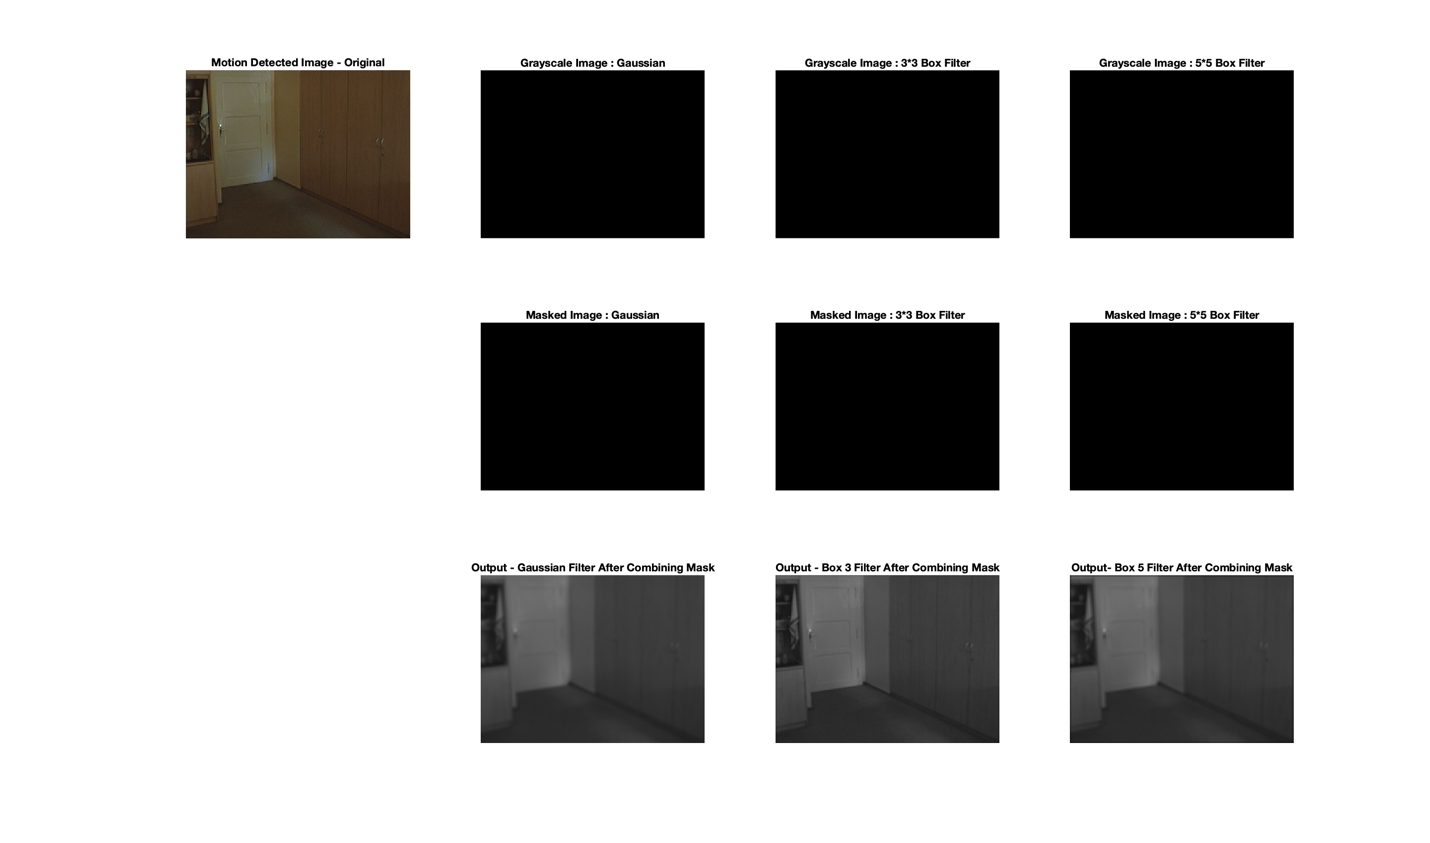 Motion Detected Image - Original
Grayscale Image : Gaussian
Grayscale Image : 3*3 Box Filter
Grayscale Image : 5*5 Box Filter
Masked Image : Gaussian
Masked Image : 3*3 Box Filter
Masked Image : 5*5 Box Filter
Output - Gaussian Filter After Combining Mask
Output - Box 3 Filter After Combining Mask
Output- Box 5 Filter After Combining Mask